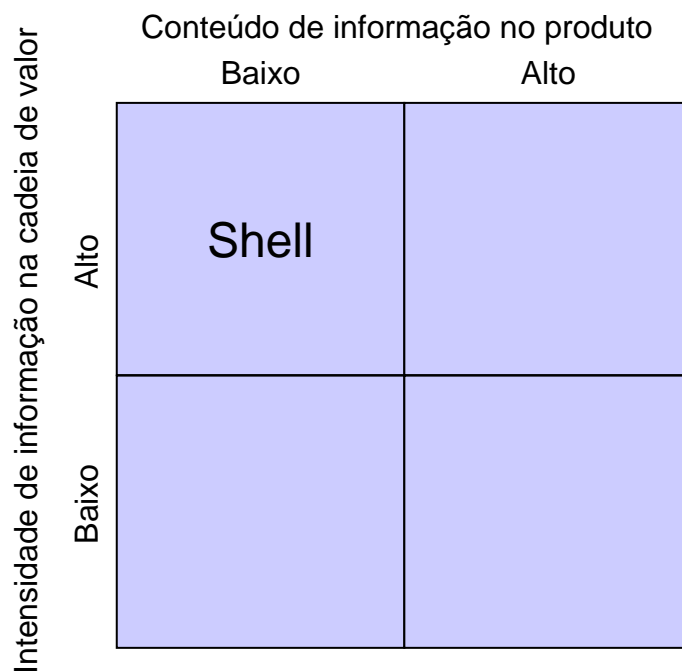 Conteúdo de informação no produto
Baixo Alto
Intensidade de informação na cadeia de valor
Alto
Shell
Baixo